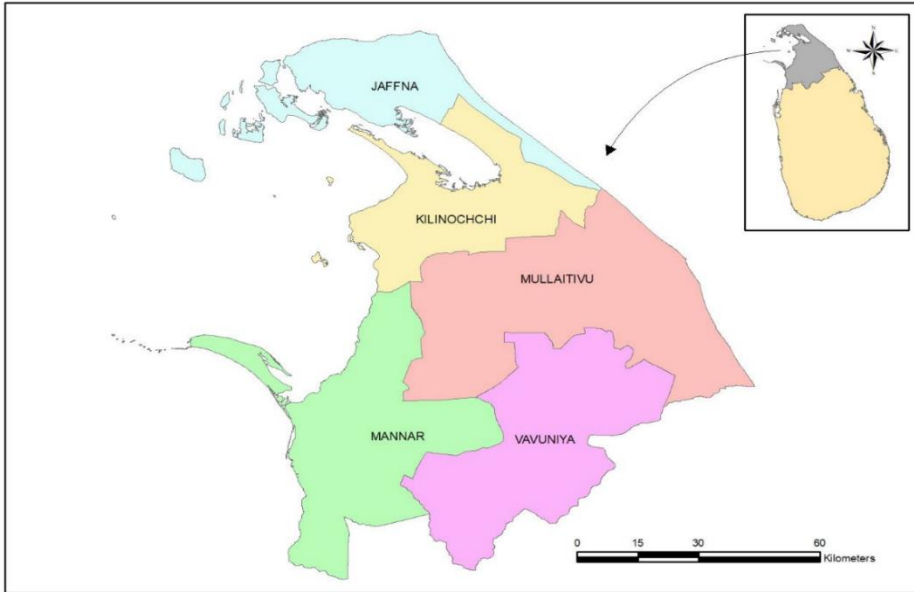 JAFFNA
KILINOCHCHI
MULLAITIVU
MANNAR
VAVUNIYA
0 15 30 60
Kilometers